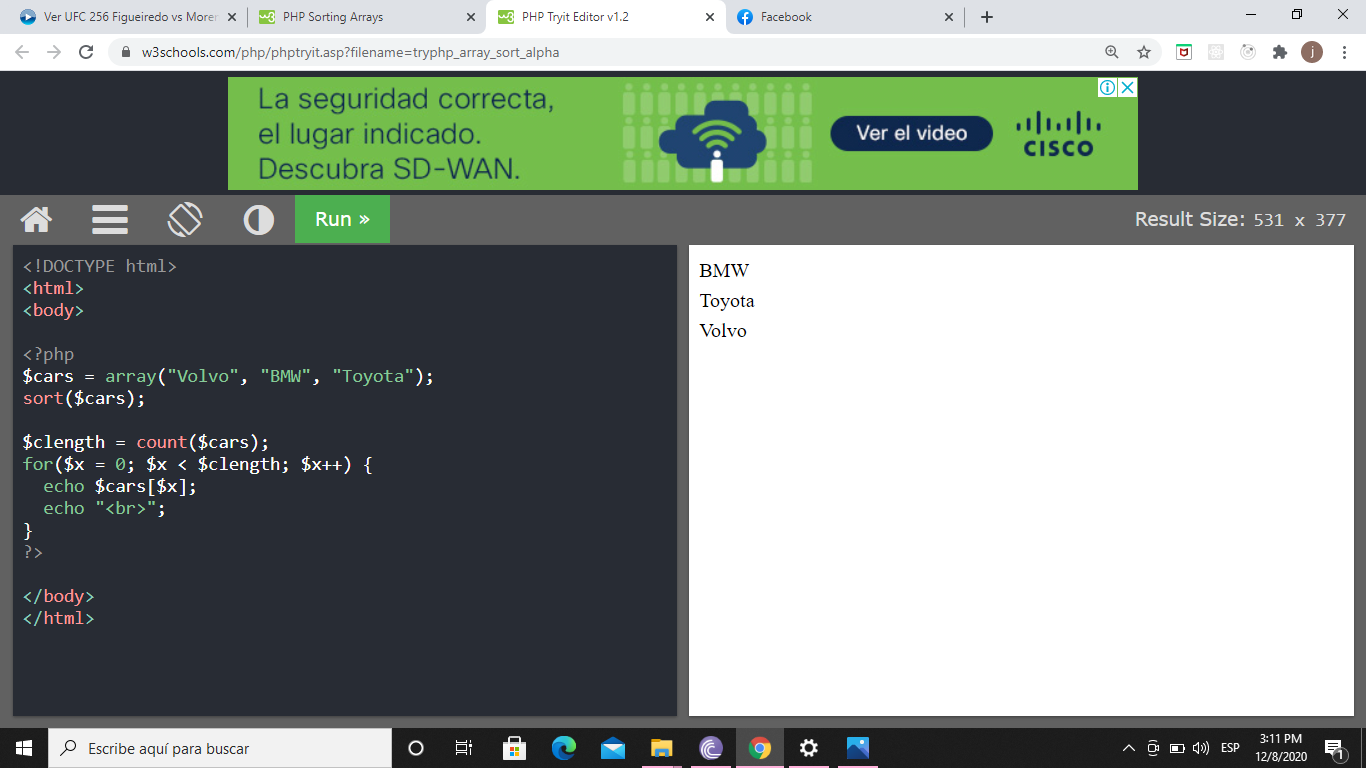 Ver UFC 256 Figueiredo vs Moren
PHP Sorting Arrays
PHP Tryit Editor v1.2
Facebook
w3schools.com/php/phptryit.asp?filename=tryphp_array_sort_alpha
j
La seguridad correcta,
el lugar indicado.
Descubra SD-WAN.
Ver el video
CISCO
Run »
Result Size: 531 x 377
<!DOCTYPE html>
<html>
<body>
<?php
$cars = array("Volvo", "BMW", "Toyota");
sort($cars);
$clength = count($cars);
for($x = 0; $x < $clength; $x++) {
  echo $cars[$x];
  echo "<br>";
}
?>
</body>
</html>
BMW
Toyota
Volvo
Escribe aquí para buscar
ESP
3:11 PM
12/8/2020
1